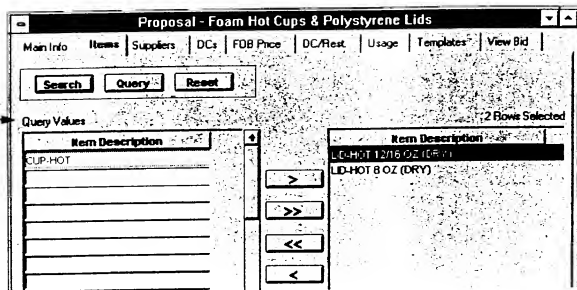 Proposal - Foam Hot Cups & Polystyrene Lids
Main Info Items Suppliers DCs FOB Price DC/Rest. Usage Templates View Bid
Search Query Reset
Query Values 2 Rows Selected
Item Description Item Description
CUP-HOT LID-HOT 12/16 OZ (DRY)
LID-HOT 8 OZ (DRY)
>
>>
<<
<